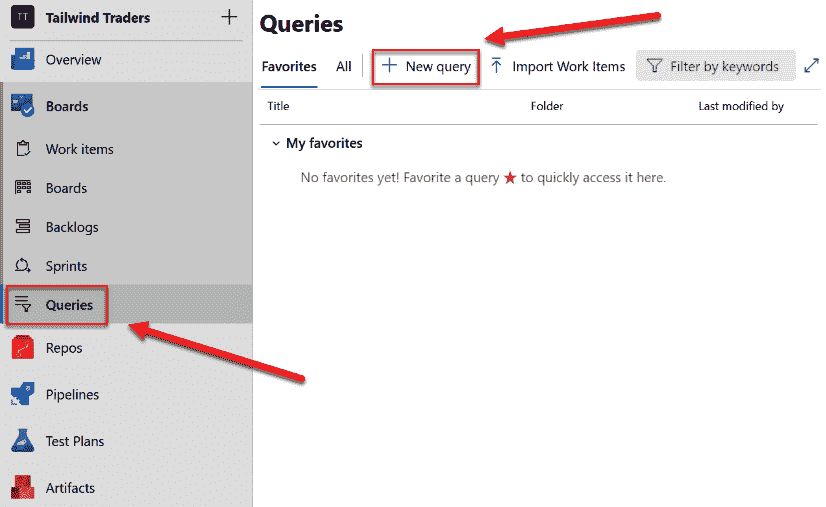 TT Tailwind Traders +
Overview
Boards
Work items
Boards
Backlogs
Sprints
Queries
Repos
Pipelines
Test Plans
Artifacts
Queries
Favorites All + New query Import Work Items Filter by keywords
Title Folder Last modified by
My favorites
No favorites yet! Favorite a query ★ to quickly access it here.